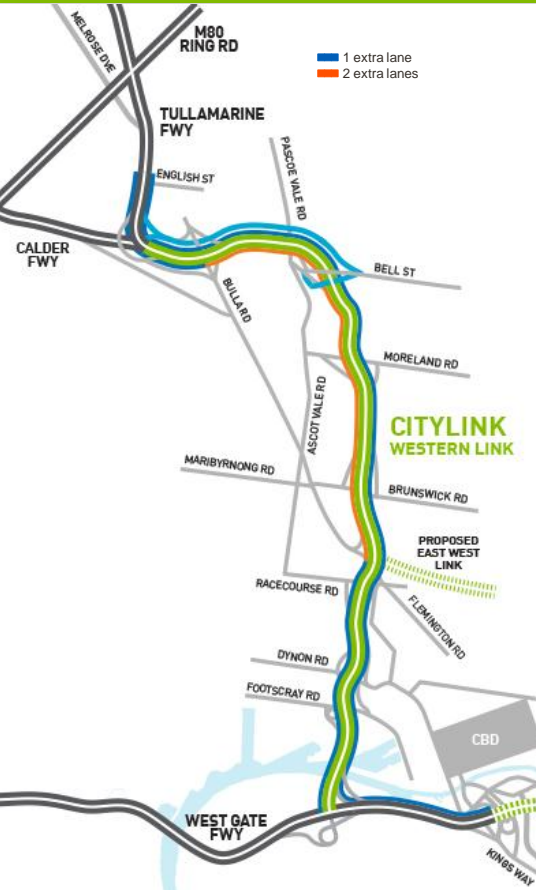 MELROSE DVE
M80
RING RD
1 extra lane
2 extra lanes
TULLAMARINE
FWY
PASCOE VALE RD
ENGLISH ST
CALDER
FWY
BULLA RD
BELL ST
MORELAND RD
ASCOT VALE RD
CITYLINK
WESTERN LINK
MARIBYRNONG RD
BRUNSWICK RD
PROPOSED
EAST WEST
LINK
RACECOURSE RD
FLEMINGTON RD
DYNON RD
FOOTSCRAY RD
CBD
WEST GATE
FWY
KINGS WAY